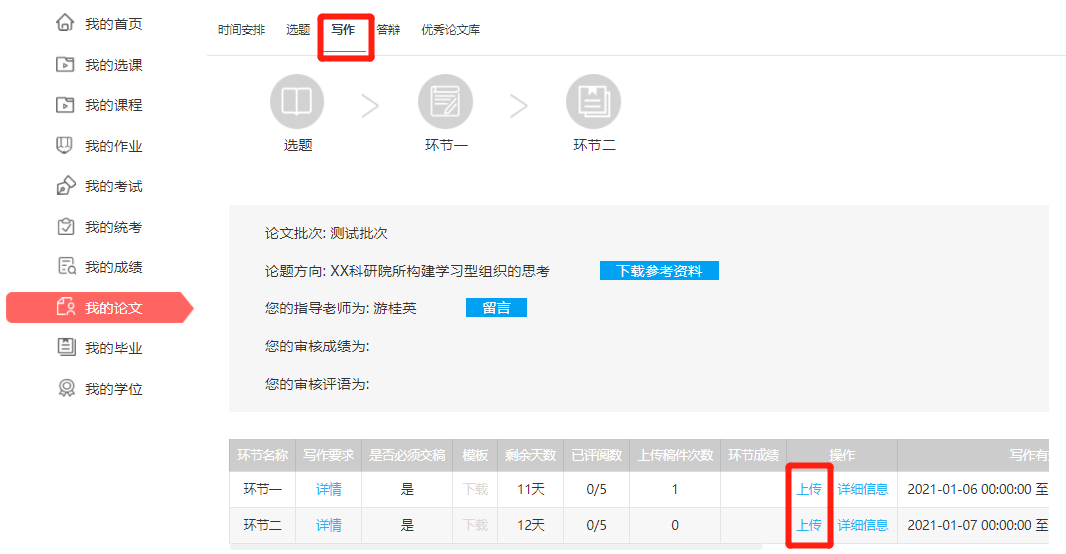 我的首页
我的选课
我的课程
我的作业
我的考试
我的统考
我的成绩
我的论文
我的毕业
我的学位
时间安排 选题 写作 答辩 优秀论文库
选题 环节一 环节二
论文批次: 测试批次
论题方向: XX科研院所构建学习型组织的思考 下载参考资料
您的指导老师为: 游桂英 留言
您的审核成绩为:
您的审核评语为:
环节名称 写作要求 是否必须交稿 模板 剩余天数 已评阅数 上传稿件次数 环节成绩 操作 写作有
环节一 详情 是 下载 11天 0/5 1 上传 详细信息 2021-01-06 00:00:00 至
环节二 详情 是 下载 12天 0/5 0 上传 详细信息 2021-01-07 00:00:00 至